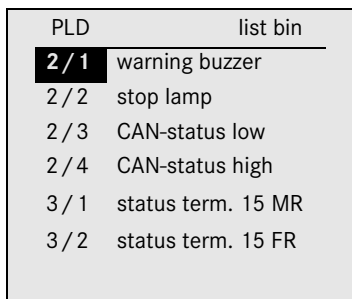 PLD list bin
2/1 warning buzzer
2/2 stop lamp
2/3 CAN-status low
2/4 CAN-status high
3/1 status term. 15 MR
3/2 status term. 15 FR